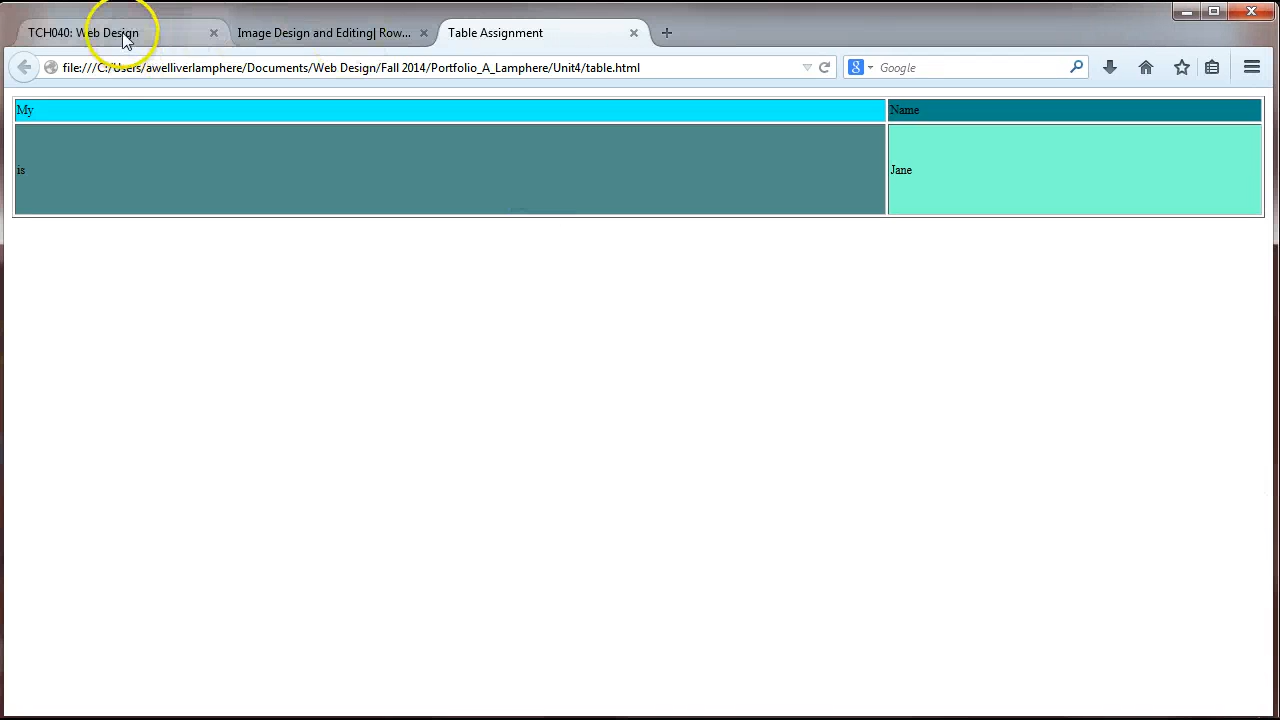 TCH040: Web Design
Image Design and Editing| Row...
Table Assignment
file:///C:/Users/awelliverlamphere/Documents/Web Design/Fall 2014/Portfolio_A_Lamphere/Unit4/table.html
8 Google
My Name
is Jane